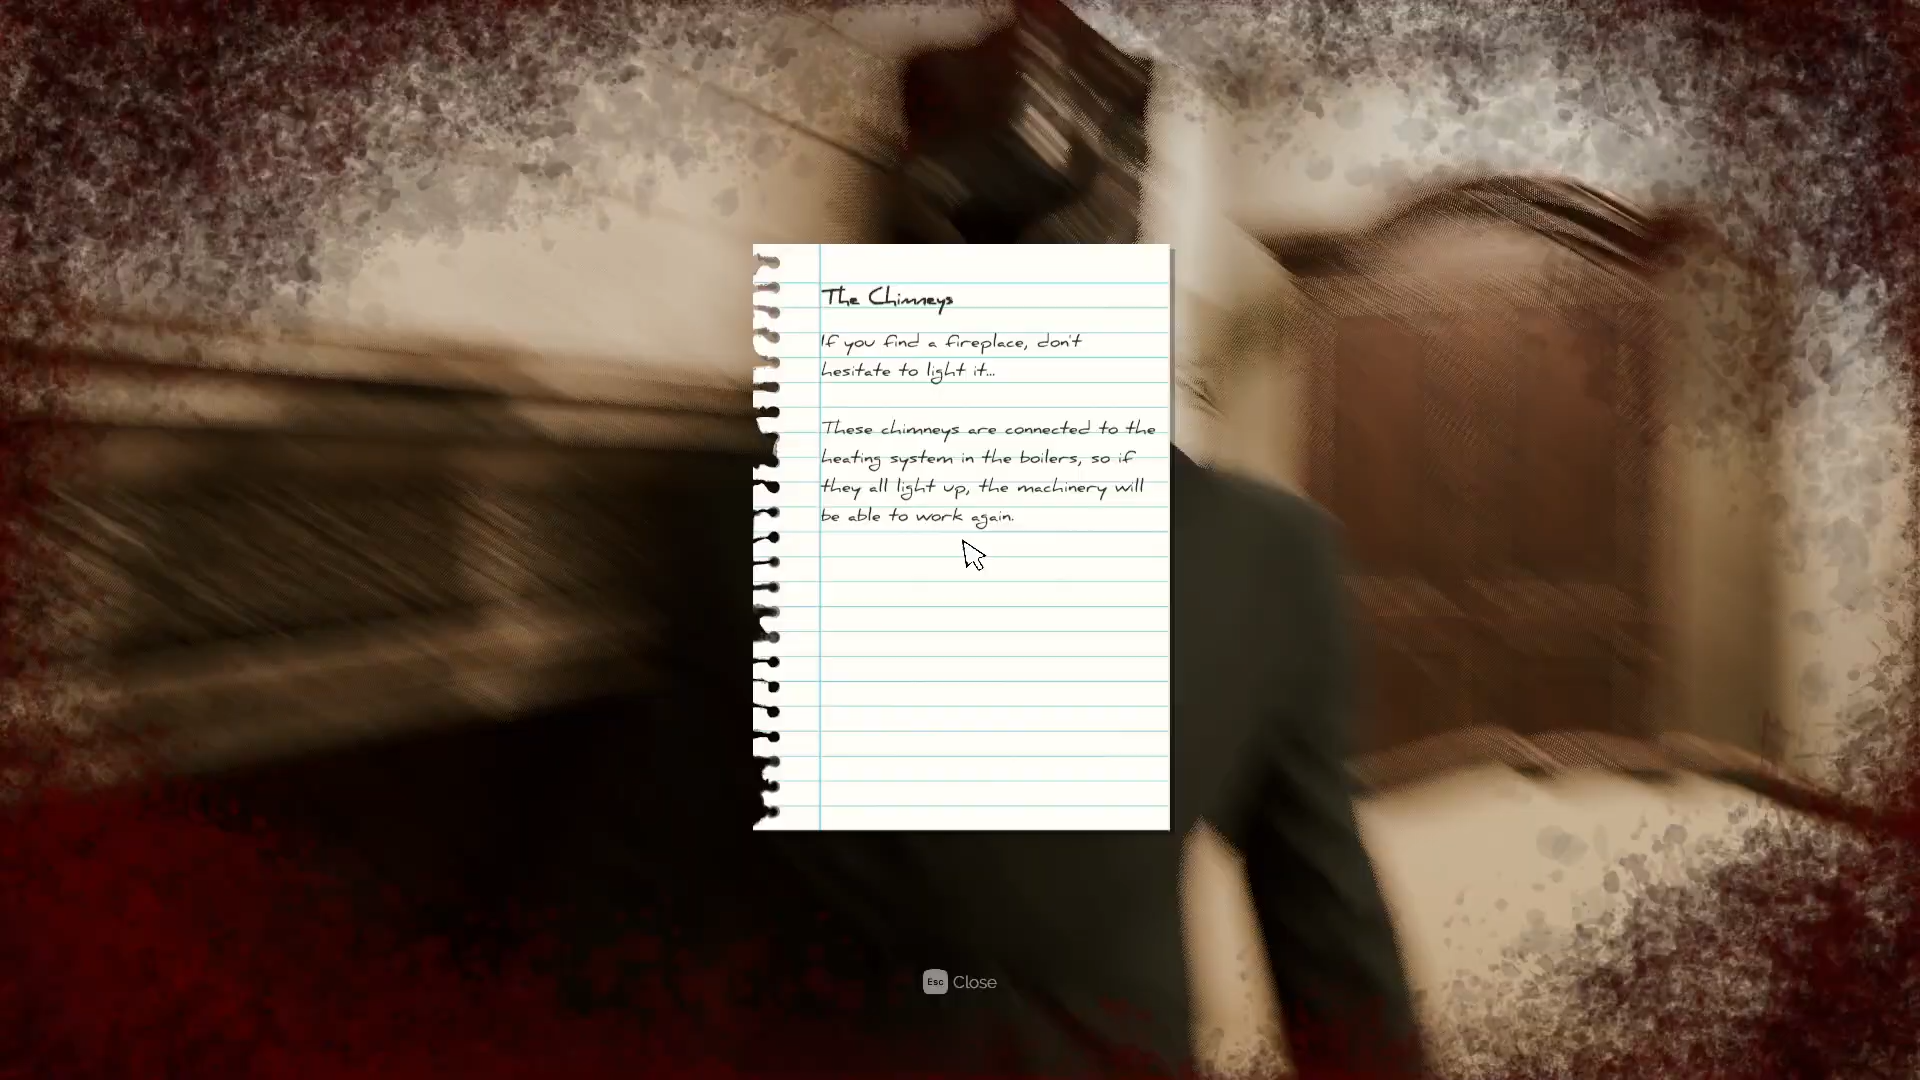 The Chimneys
If you find a fireplace, don't
hesitate to light it...
These chimneys are connected to the
heating system in the boilers, so if
they all light up, the machinery will
be able to work again.
Esc Close